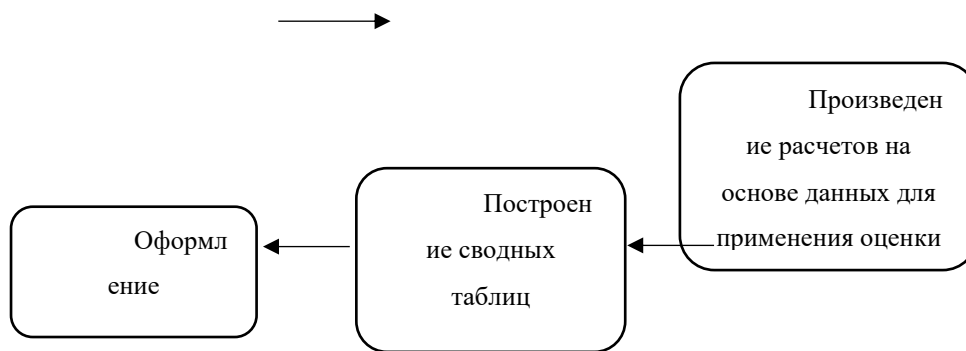 Произведен
ие расчетов на
основе данных для
применения оценки
Построен
ие сводных
таблиц
Оформл
ение